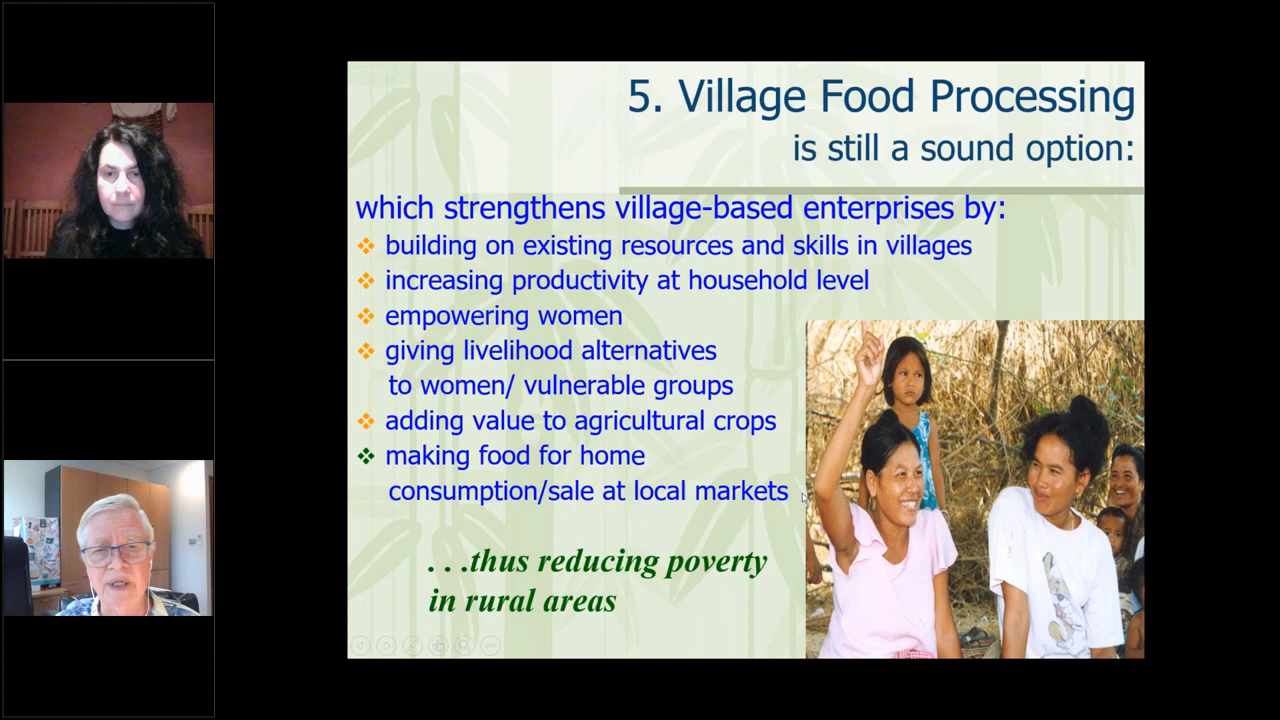 5. Village Food Processing
is still a sound option:
which strengthens village-based enterprises by:
❖ building on existing resources and skills in villages
❖ increasing productivity at household level
❖ empowering women
❖ giving livelihood alternatives
to women/ vulnerable groups
❖ adding value to agricultural crops
❖ making food for home
consumption/sale at local markets
. . .thus reducing poverty
in rural areas